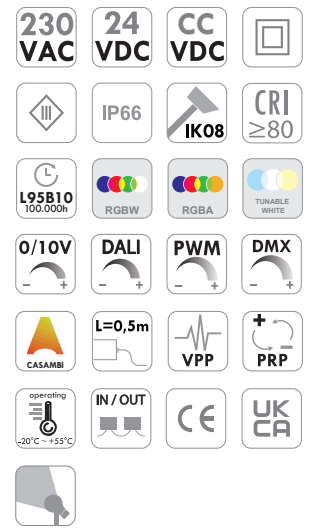 230
VAC
24
VDC
CC
VDC
III
IP66
IK08
CRI
≥80
L95B10
100.000h
RGBW
RGBA
TUNABLE
WHITE
0/10V
- +
DALI
- +
PWM
- +
DMX
- +
CASAMBI
L=0,5m
VPP
+
-
PRP
operating
-20°C ~ +55°C
IN / OUT
CE
UK
CA